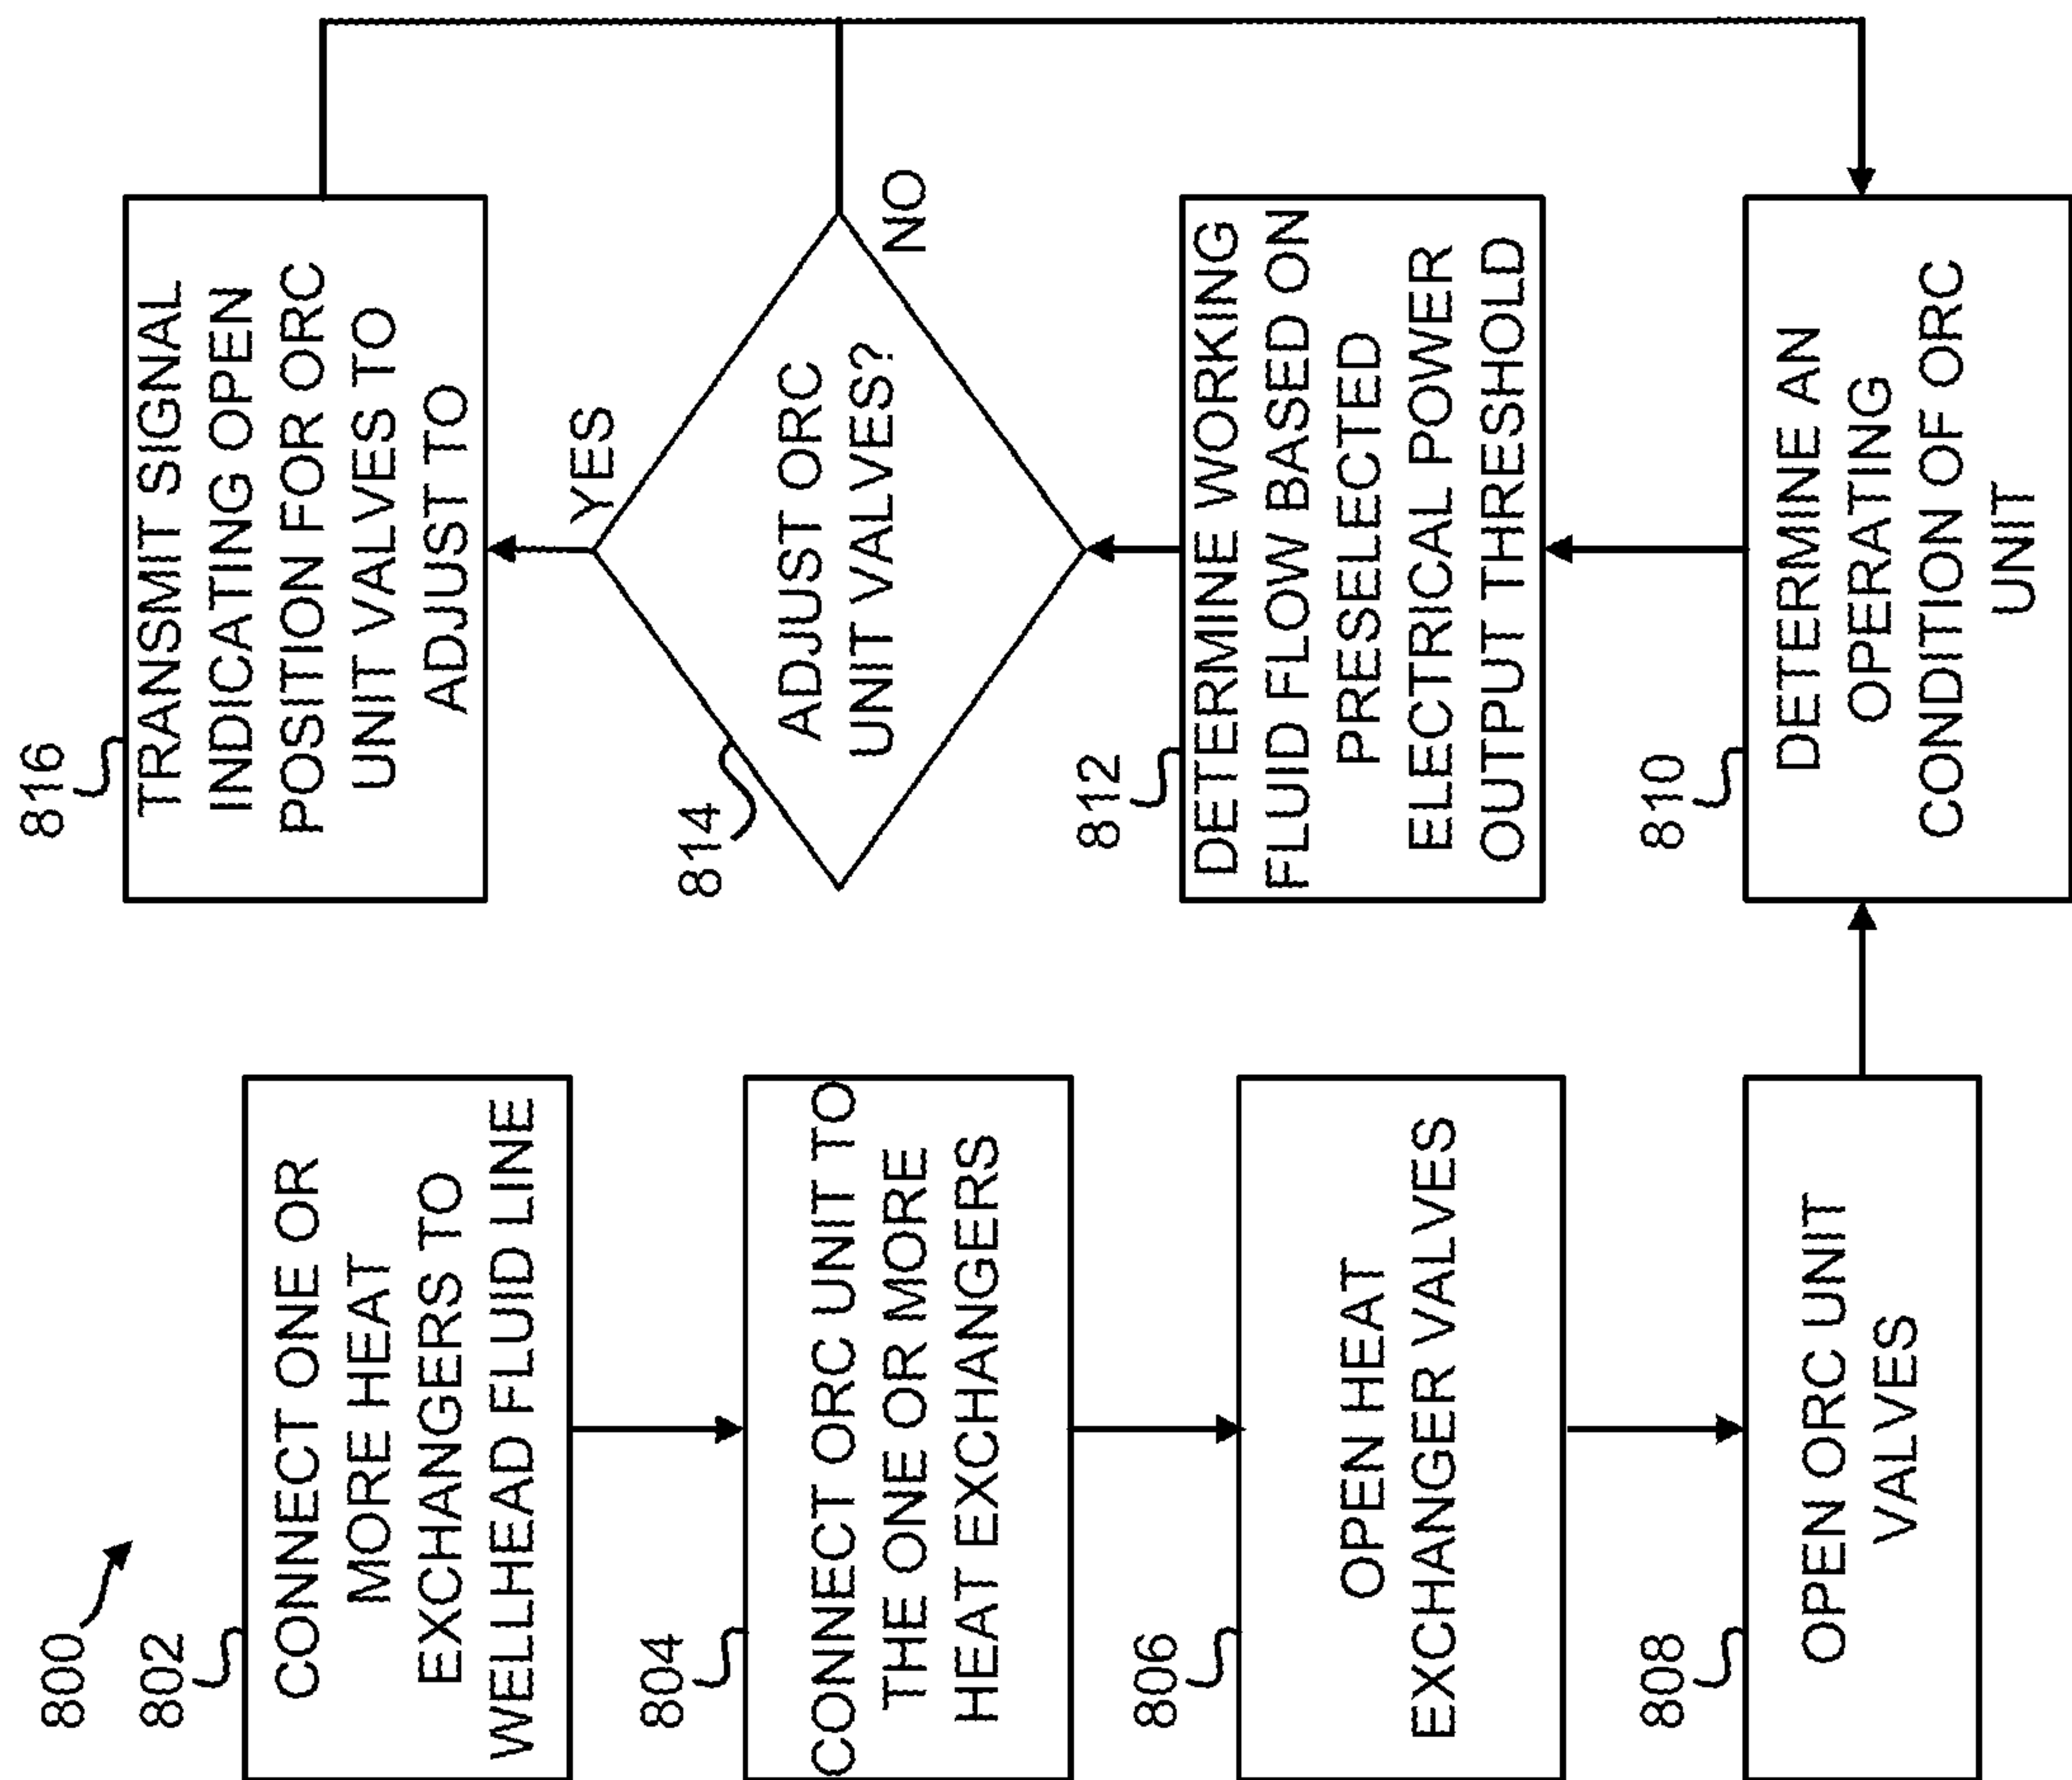 800
802
CONNECT ONE OR
MORE HEAT
EXCHANGERS TO
WELLHEAD FLUID LINE
804
CONNECT ORC UNIT TO
THE ONE OR MORE
HEAT EXCHANGERS
806
OPEN HEAT
EXCHANGER VALVES
808
OPEN ORC UNIT
VALVES
810
DETERMINE AN
OPERATING
CONDITION OF ORC
UNIT
812
DETERMINE WORKING
FLUID FLOW BASED ON
PRESELECTED
ELECTRICAL POWER
OUTPUT THRESHOLD
814
ADJUST ORC
UNIT VALVES?
YES
NO
816
TRANSMIT SIGNAL
INDICATING OPEN
POSITION FOR ORC
UNIT VALVES TO
ADJUST TO